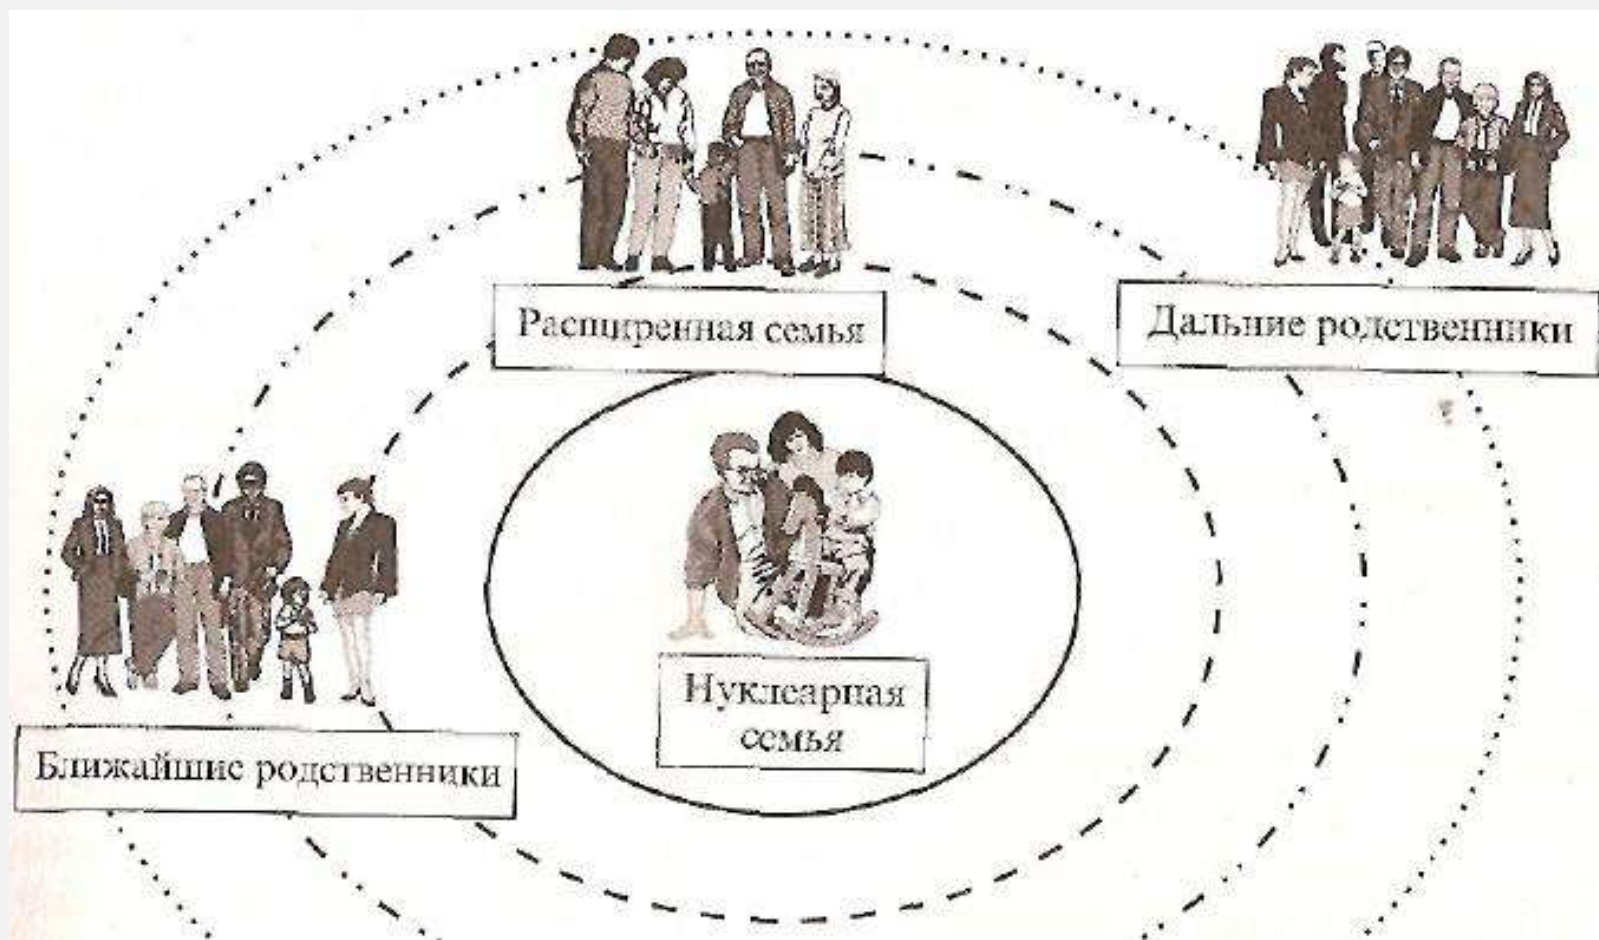 Расширенная семья
Дальние родственники
Нуклеарная
семья
Ближайшие родственники